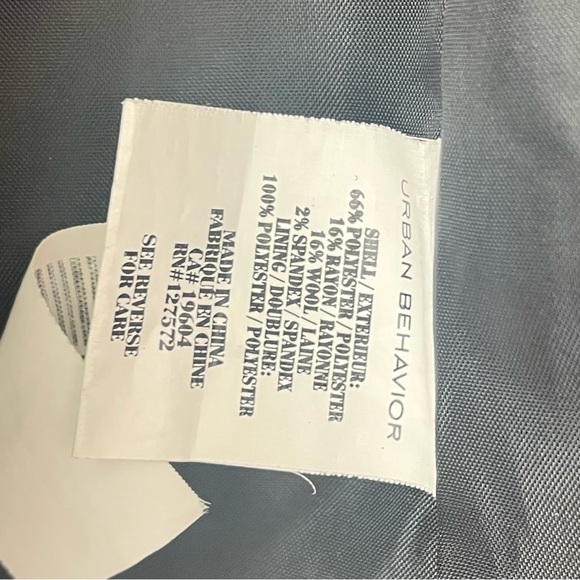 URBAN BEHAVIOR
SHELL/EXTERIEUR:
66% POLYESTER/POLYESTER
16% RAYON/RAYONNE
16% WOOL/LAINE
2% SPANDEX/SPANDEX
LINING/DOUBLURE:
100% POLYESTER/POLYESTER
MADE IN CHINA
FABRIQUE EN CHINE
CA# 19604
RN#127572
SEE REVERSE
FOR CARE